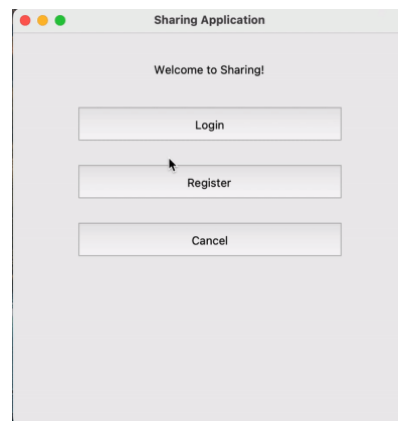 Sharing Application
Welcome to Sharing!
Login
Register
Cancel